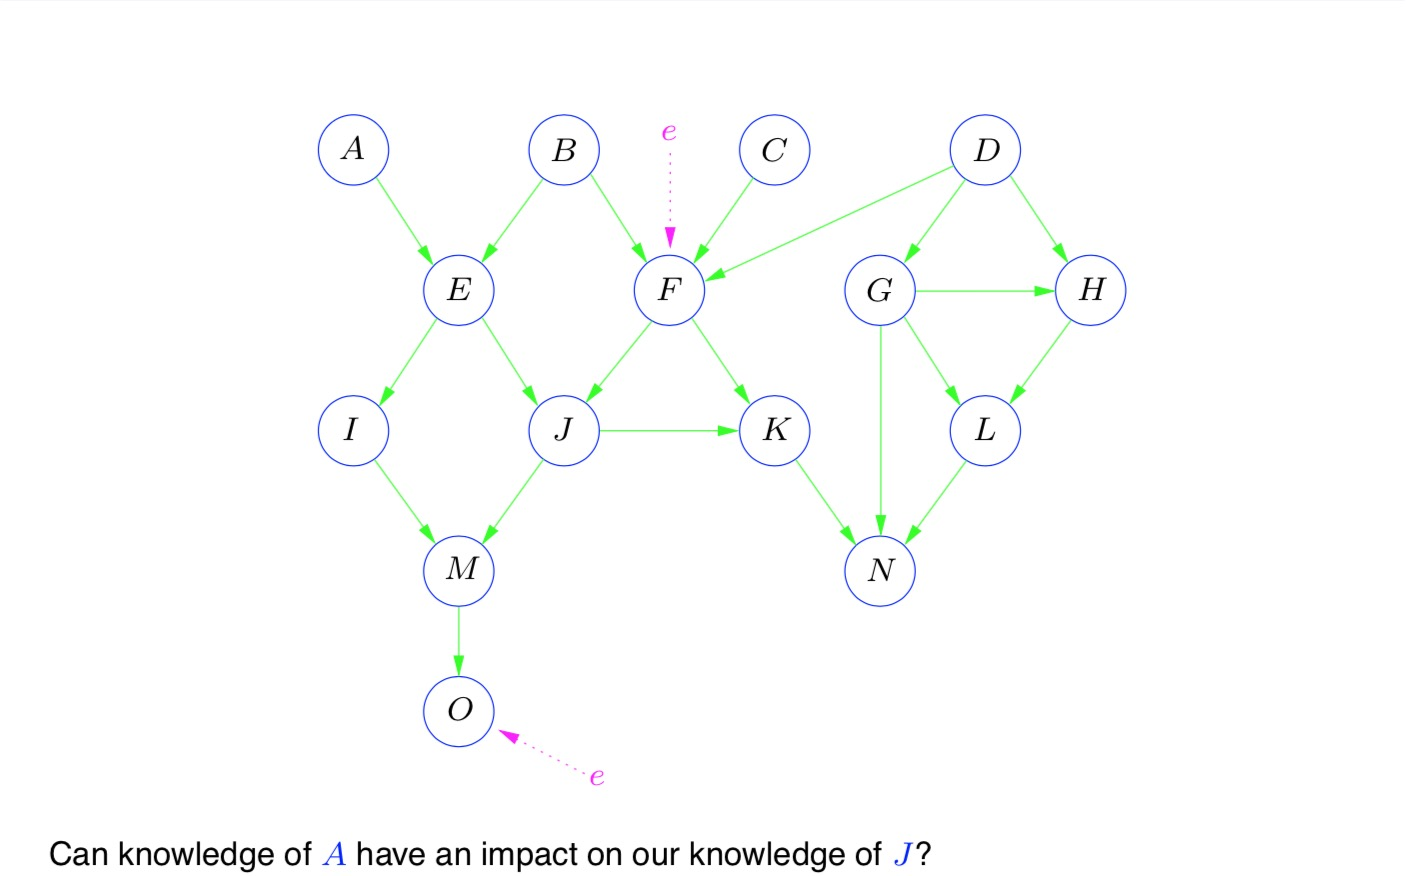 A B e C D
E F G H
I J K L
M N
O
e
Can knowledge of A have an impact on our knowledge of J?